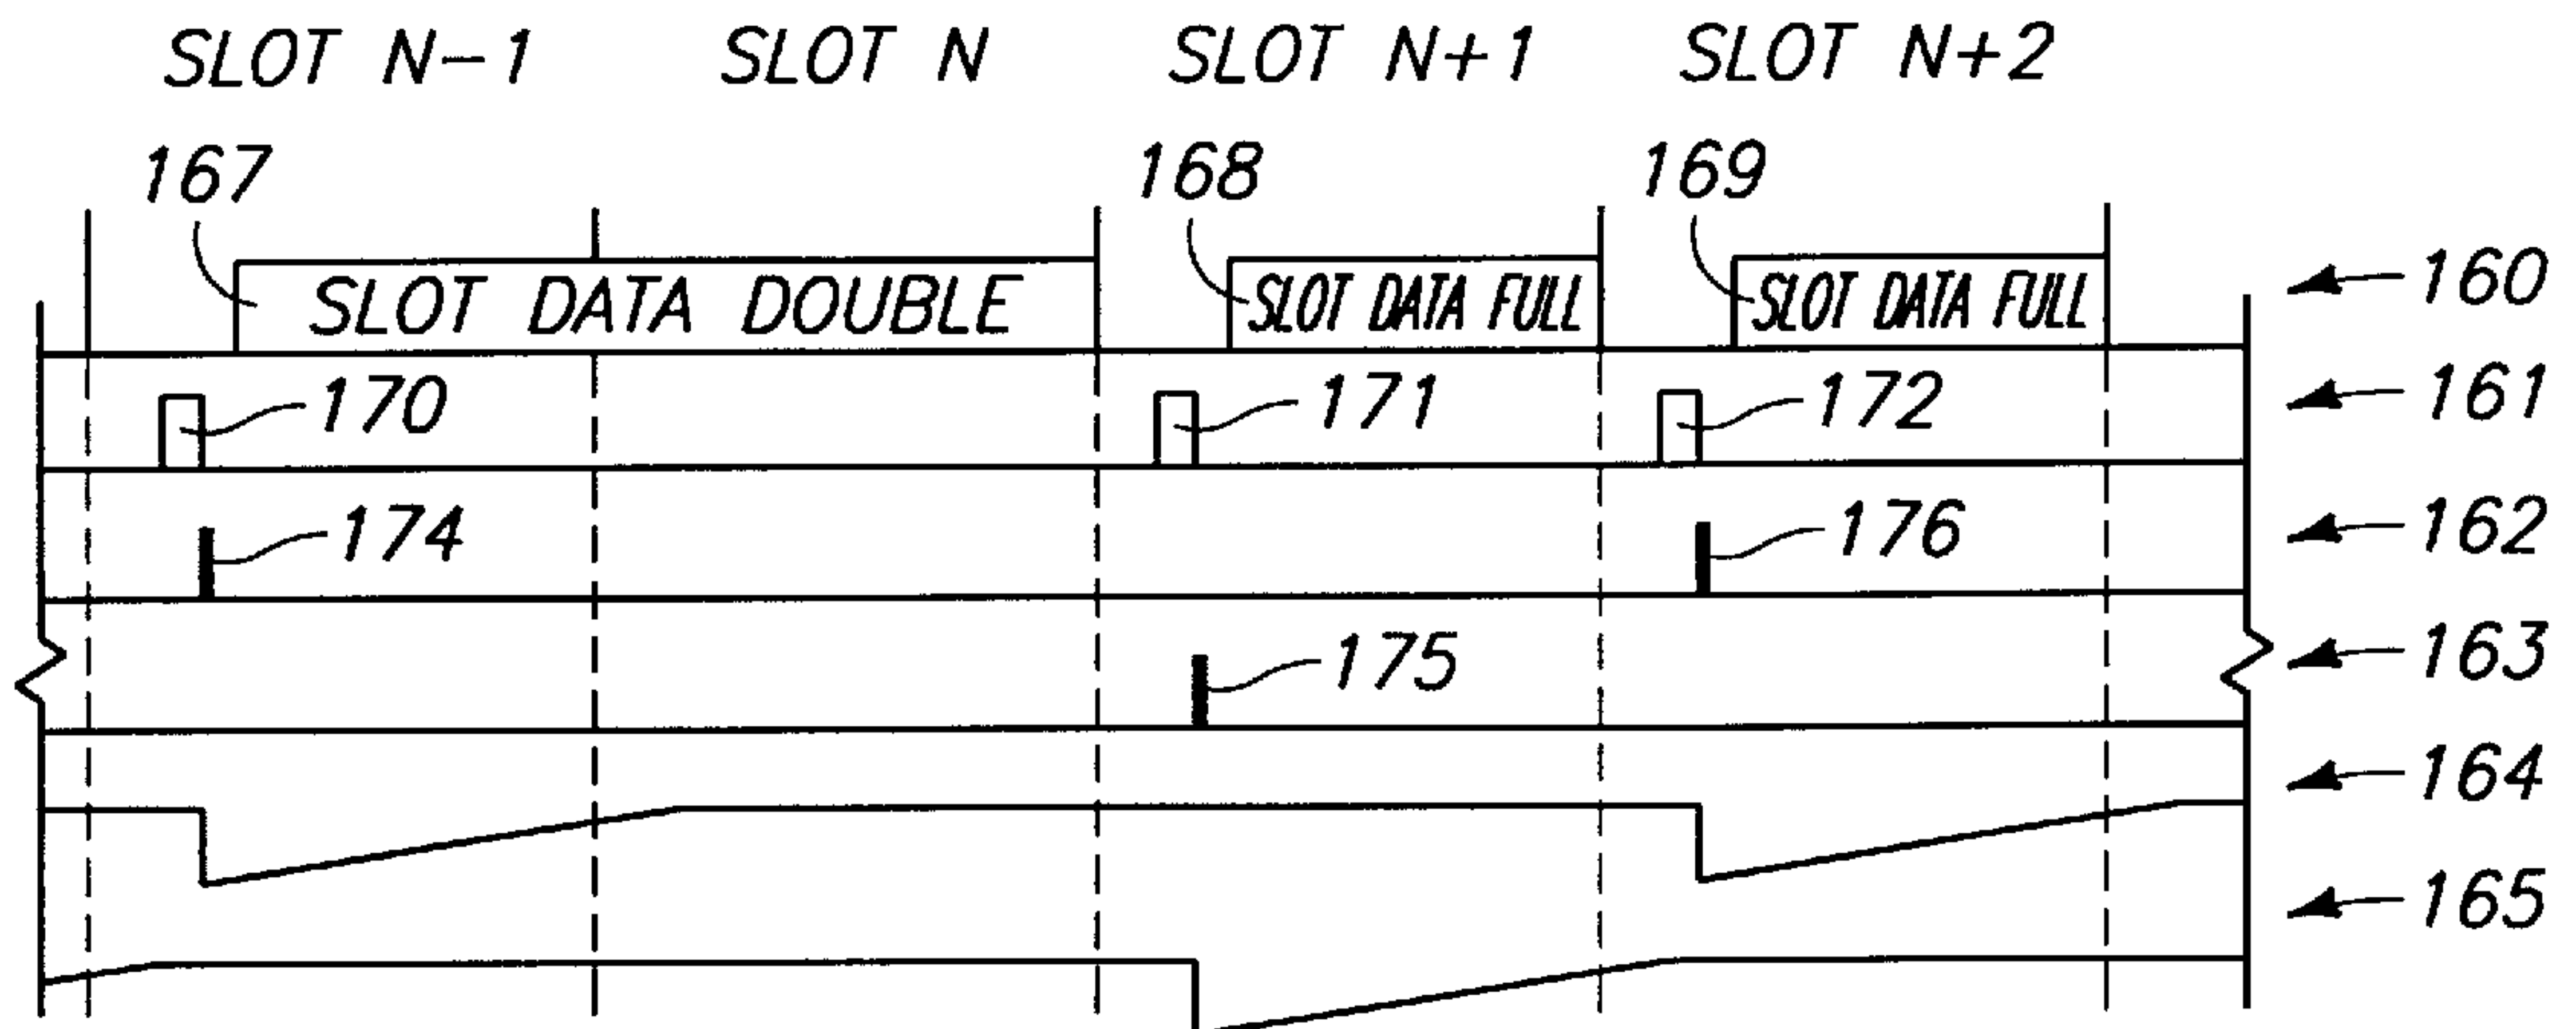 SLOT N-1 SLOT N SLOT N+1 SLOT N+2
167 168 169
SLOT DATA DOUBLE SLOT DATA FULL SLOT DATA FULL 160
170 171 172 161
174 176 162
175 163
164
165